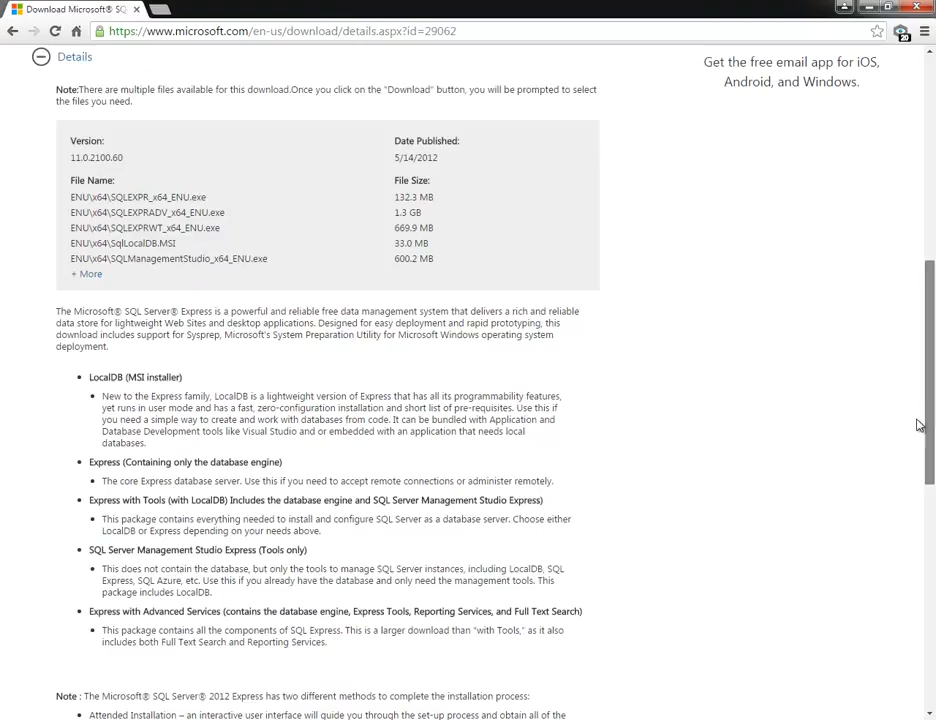 Download Microsoft® SQ
https://www.microsoft.com/en-us/download/details.aspx?id=29062
20
Details
Get the free email app for iOS,
Android, and Windows.
Note:There are multiple files available for this download.Once you click on the "Download" button, you will be prompted to select
the files you need.
Version:
Date Published:
11.0.2100.60
5/14/2012
File Name:
File Size:
ENU\x64\SQLEXPR_x64_ENU.exe
132.3 MB
ENU\x64\SQLEXPRADV_x64_ENU.exe
1.3 GB
ENU\x64\SQLEXPRWT_x64_ENU.exe
669.9 MB
ENU\x64\SqlLocalDB.MSI
33.0 MB
ENU\x64\SQLManagementStudio_x64_ENU.exe
600.2 MB
+ More
The Microsoft® SQL Server® Express is a powerful and reliable free data management system that delivers a rich and reliable
data store for lightweight Web Sites and desktop applications. Designed for easy deployment and rapid prototyping, this
download includes support for Sysprep, Microsoft's System Preparation Utility for Microsoft Windows operating system
deployment.
LocalDB (MSI installer)
New to the Express family, LocalDB is a lightweight version of Express that has all its programmability features,
yet runs in user mode and has a fast, zero-configuration installation and short list of pre-requisites. Use this if
you need a simple way to create and work with databases from code. It can be bundled with Application and
Database Development tools like Visual Studio and or embedded with an application that needs local
databases.
Express (Containing only the database engine)
The core Express database server. Use this if you need to accept remote connections or administer remotely.
Express with Tools (with LocalDB) Includes the database engine and SQL Server Management Studio Express)
This package contains everything needed to install and configure SQL Server as a database server. Choose either
LocalDB or Express depending on your needs above.
SQL Server Management Studio Express (Tools only)
This does not contain the database, but only the tools to manage SQL Server instances, including LocalDB, SQL
Express, SQL Azure, etc. Use this if you already have the database and only need the management tools. This
package includes LocalDB.
Express with Advanced Services (contains the database engine, Express Tools, Reporting Services, and Full Text Search)
This package contains all the components of SQL Express. This is a larger download than "with Tools," as it also
includes both Full Text Search and Reporting Services.
Note : The Microsoft® SQL Server® 2012 Express has two different methods to complete the installation process:
Attended Installation – an interactive user interface will guide you through the set-up process and obtain all of the